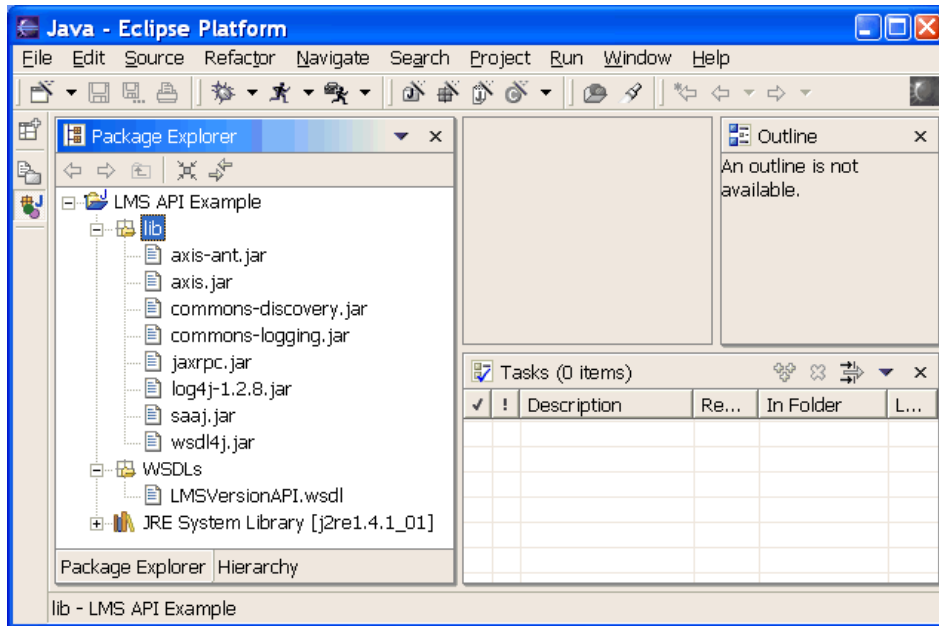 Java - Eclipse Platform
File Edit Source Refactor Navigate Search Project Run Window Help
Package Explorer
Outline
An outline is not
available.
LMS API Example
lib
axis-ant.jar
axis.jar
commons-discovery.jar
commons-logging.jar
jaxrpc.jar
log4j-1.2.8.jar
saaj.jar
wsdl4j.jar
WSDLs
LMSVersionAPI.wsdl
JRE System Library [j2re1.4.1_01]
Package Explorer Hierarchy
Tasks (0 items)
! Description Re... In Folder L...
lib - LMS API Example